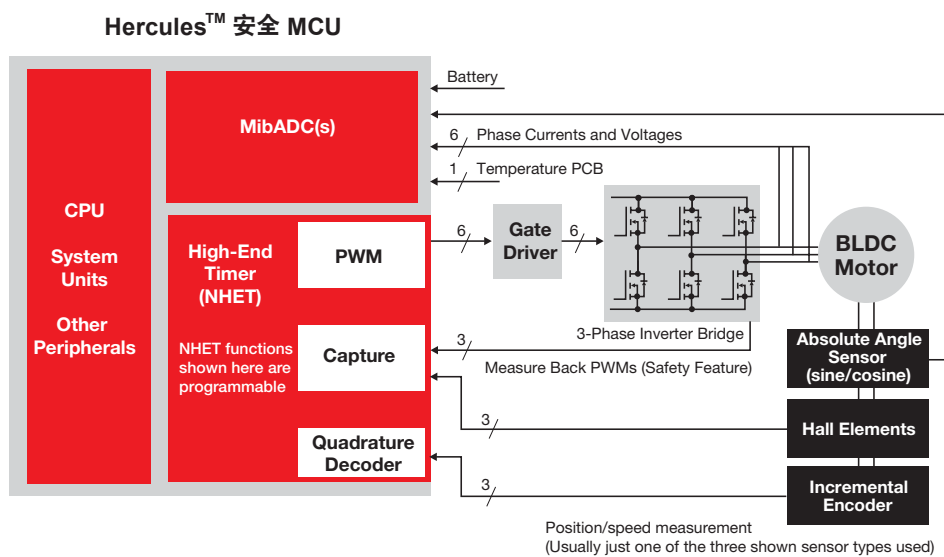 Hercules™ 安全 MCU
Battery
MibADC(s)
6 Phase Currents and Voltages
1 Temperature PCB
CPU
System
Units
Other
Peripherals
High-End
Timer
(NHET)
NHET functions
shown here are
programmable
PWM
6
Gate
Driver
6
BLDC
Motor
3-Phase Inverter Bridge
Capture
3
Measure Back PWMs (Safety Feature)
Absolute Angle
Sensor
(sine/cosine)
3
Hall Elements
Quadrature
Decoder
3
Incremental
Encoder
Position/speed measurement
(Usually just one of the three shown sensor types used)